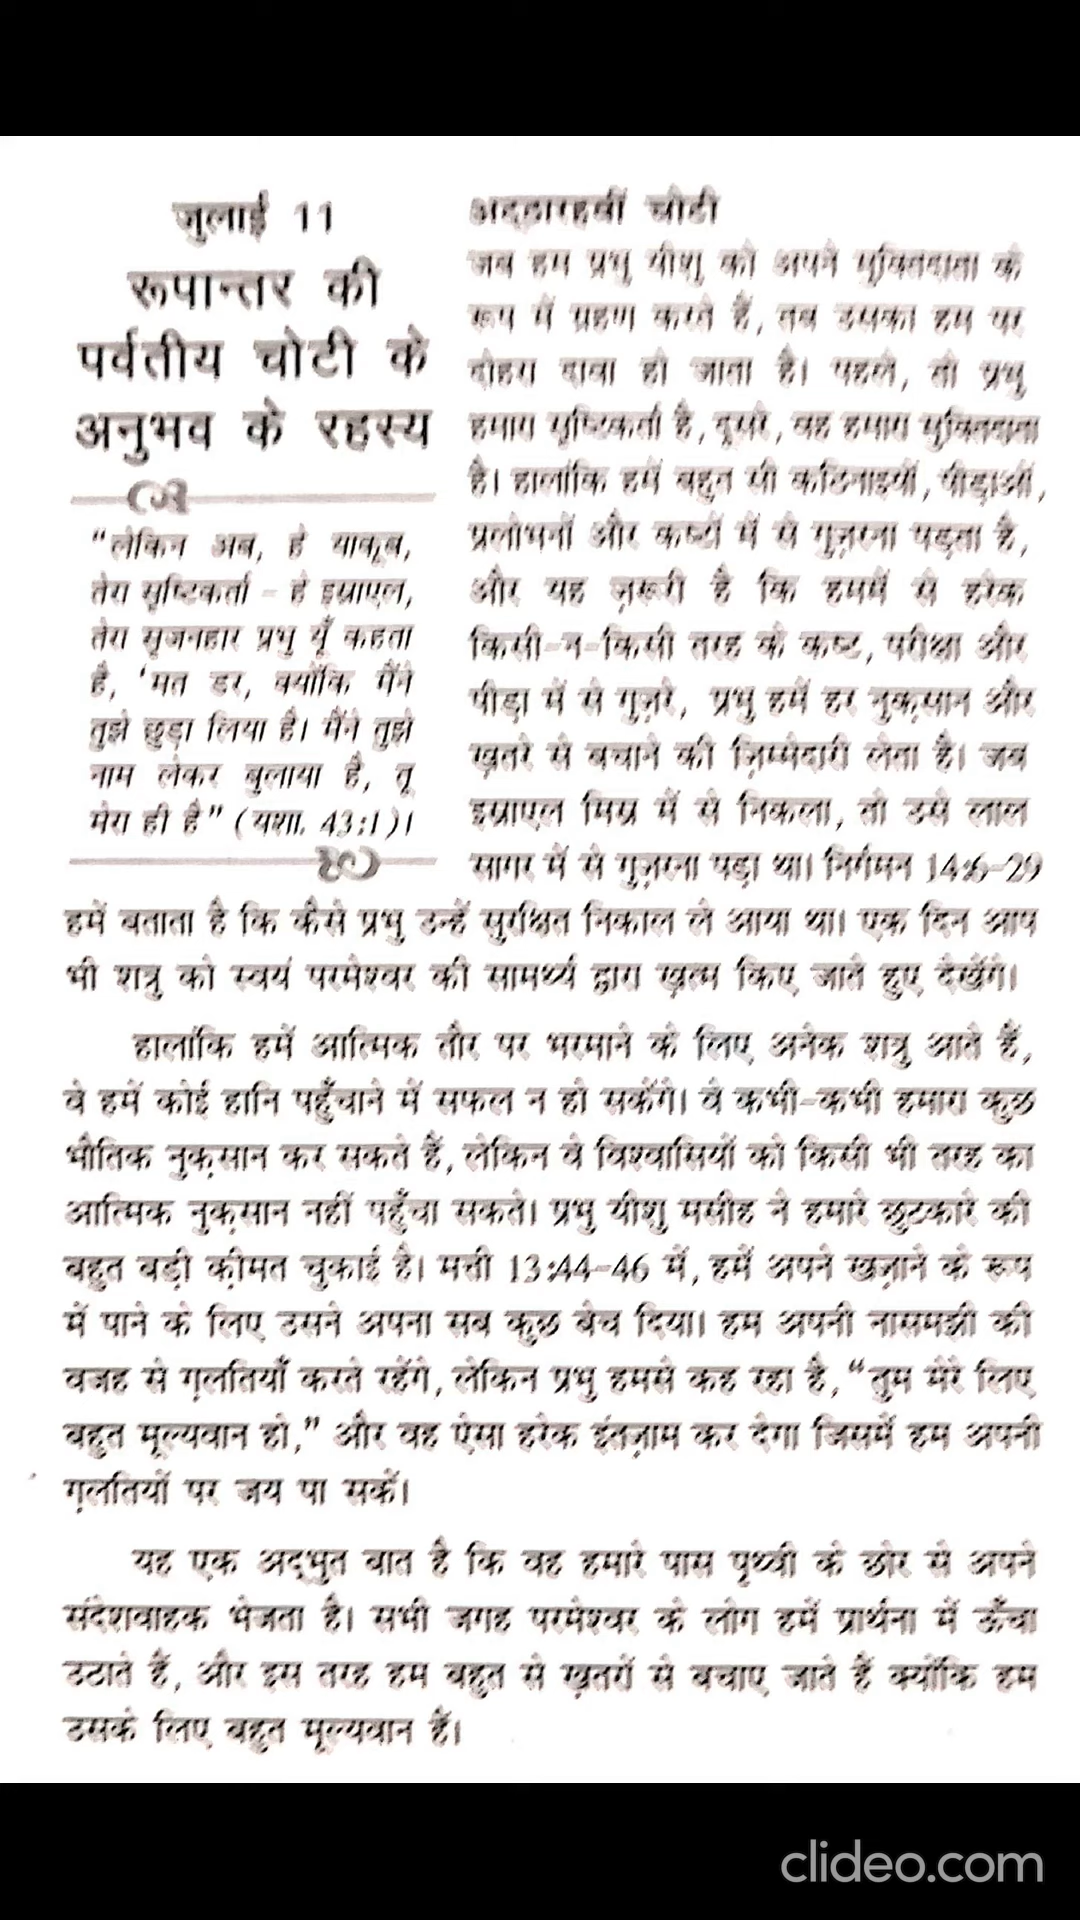 जुलाई 11
रूपान्तर की
पर्वतीय चोटी के
अनुभव के रहस्य
“लेकिन अब, हे याकूब,
तेरा सृष्टिकर्ता - हे इस्राएल,
तेरा सृजनहार प्रभु यूँ कहता
है, ‘मत डर, क्योंकि मैंने
तुझे छुड़ा लिया है। मैंने तुझे
नाम लेकर बुलाया है, तू
मेरा ही है” (यशा. 43:1)।
अट्ठारहवीं चोटी
जब हम प्रभु यीशु को अपने मुक्तिदाता के
रूप में ग्रहण करते हैं, तब उसका हम पर
दोहरा दावा हो जाता है। पहले, तो प्रभु
हमारा सृष्टिकर्ता है, दूसरे, वह हमारा मुक्तिदाता
है। हालांकि हमें बहुत सी कठिनाइयों, पीड़ाओं,
प्रलोभनों और कष्टों में से गुज़रना पड़ता है,
और यह ज़रूरी है कि हममें से हरेक
किसी-न-किसी तरह के कष्ट, परीक्षा और
पीड़ा में से गुज़रे, प्रभु हमें हर नुक़सान और
ख़तरे से बचाने की ज़िम्मेदारी लेता है। जब
इस्राएल मिस्र में से निकला, तो उसे लाल
सागर में से गुज़रना पड़ा था। निर्गमन 14:6-29
हमें बताता है कि कैसे प्रभु उन्हें सुरक्षित निकाल ले आया था। एक दिन आप
भी शत्रु को स्वयं परमेश्वर की सामर्थ्य द्वारा ख़त्म किए जाते हुए देखेंगे।
हालांकि हमें आत्मिक तौर पर भरमाने के लिए अनेक शत्रु आते हैं,
वे हमें कोई हानि पहुँचाने में सफल न हो सकेंगे। वे कभी-कभी हमारा कुछ
भौतिक नुक़सान कर सकते हैं, लेकिन वे विश्वासियों को किसी भी तरह का
आत्मिक नुक़सान नहीं पहुँचा सकते। प्रभु यीशु मसीह ने हमारे छुटकारे की
बहुत बड़ी क़ीमत चुकाई है। मत्ती 13:44-46 में, हमें अपने खज़ाने के रूप
में पाने के लिए उसने अपना सब कुछ बेच दिया। हम अपनी नासमझी की
वजह से ग़लतियाँ करते रहेंगे, लेकिन प्रभु हमसे कह रहा है, “तुम मेरे लिए
बहुत मूल्यवान हो,” और वह ऐसा हरेक इंतज़ाम कर देगा जिसमें हम अपनी
ग़लतियों पर जय पा सकें।
यह एक अद्भुत बात है कि वह हमारे पास पृथ्वी के छोर से अपने
संदेशवाहक भेजता है। सभी जगह परमेश्वर के लोग हमें प्रार्थना में ऊँचा
उठाते हैं, और इस तरह हम बहुत से ख़तरों से बचाए जाते हैं क्योंकि हम
उसके लिए बहुत मूल्यवान हैं।
clideo.com